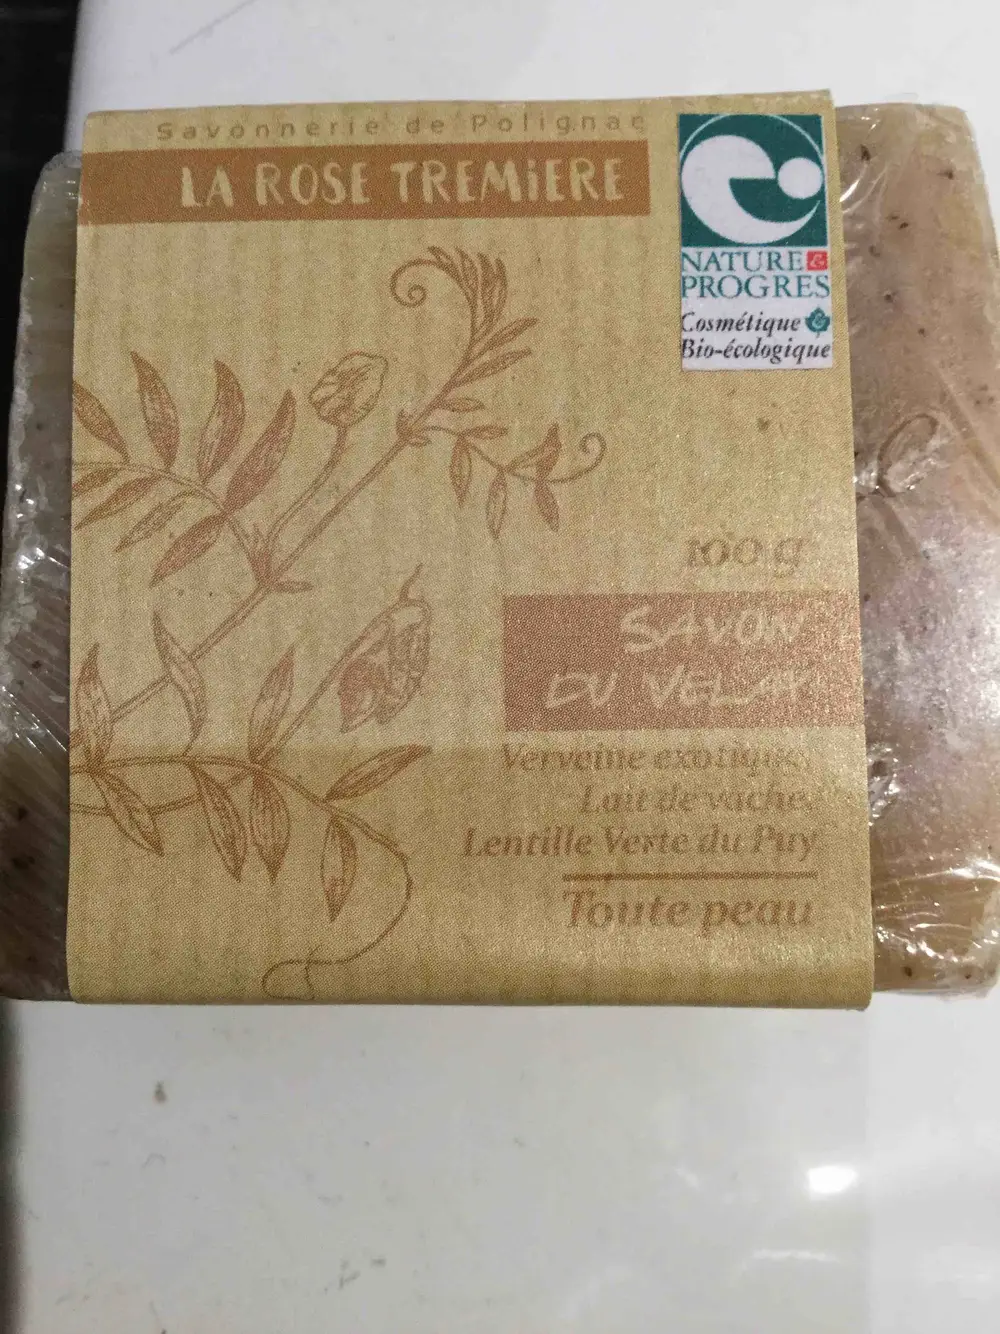 Savonnerie de Polignac
LA ROSE TREMiERE
NATURE &
PROGRES
Cosmétique &
Bio-écologique
100 g
SAVON
DU VELAY
Verveine exotique,
Lait de vache,
Lentille Verte du Puy
Toute peau